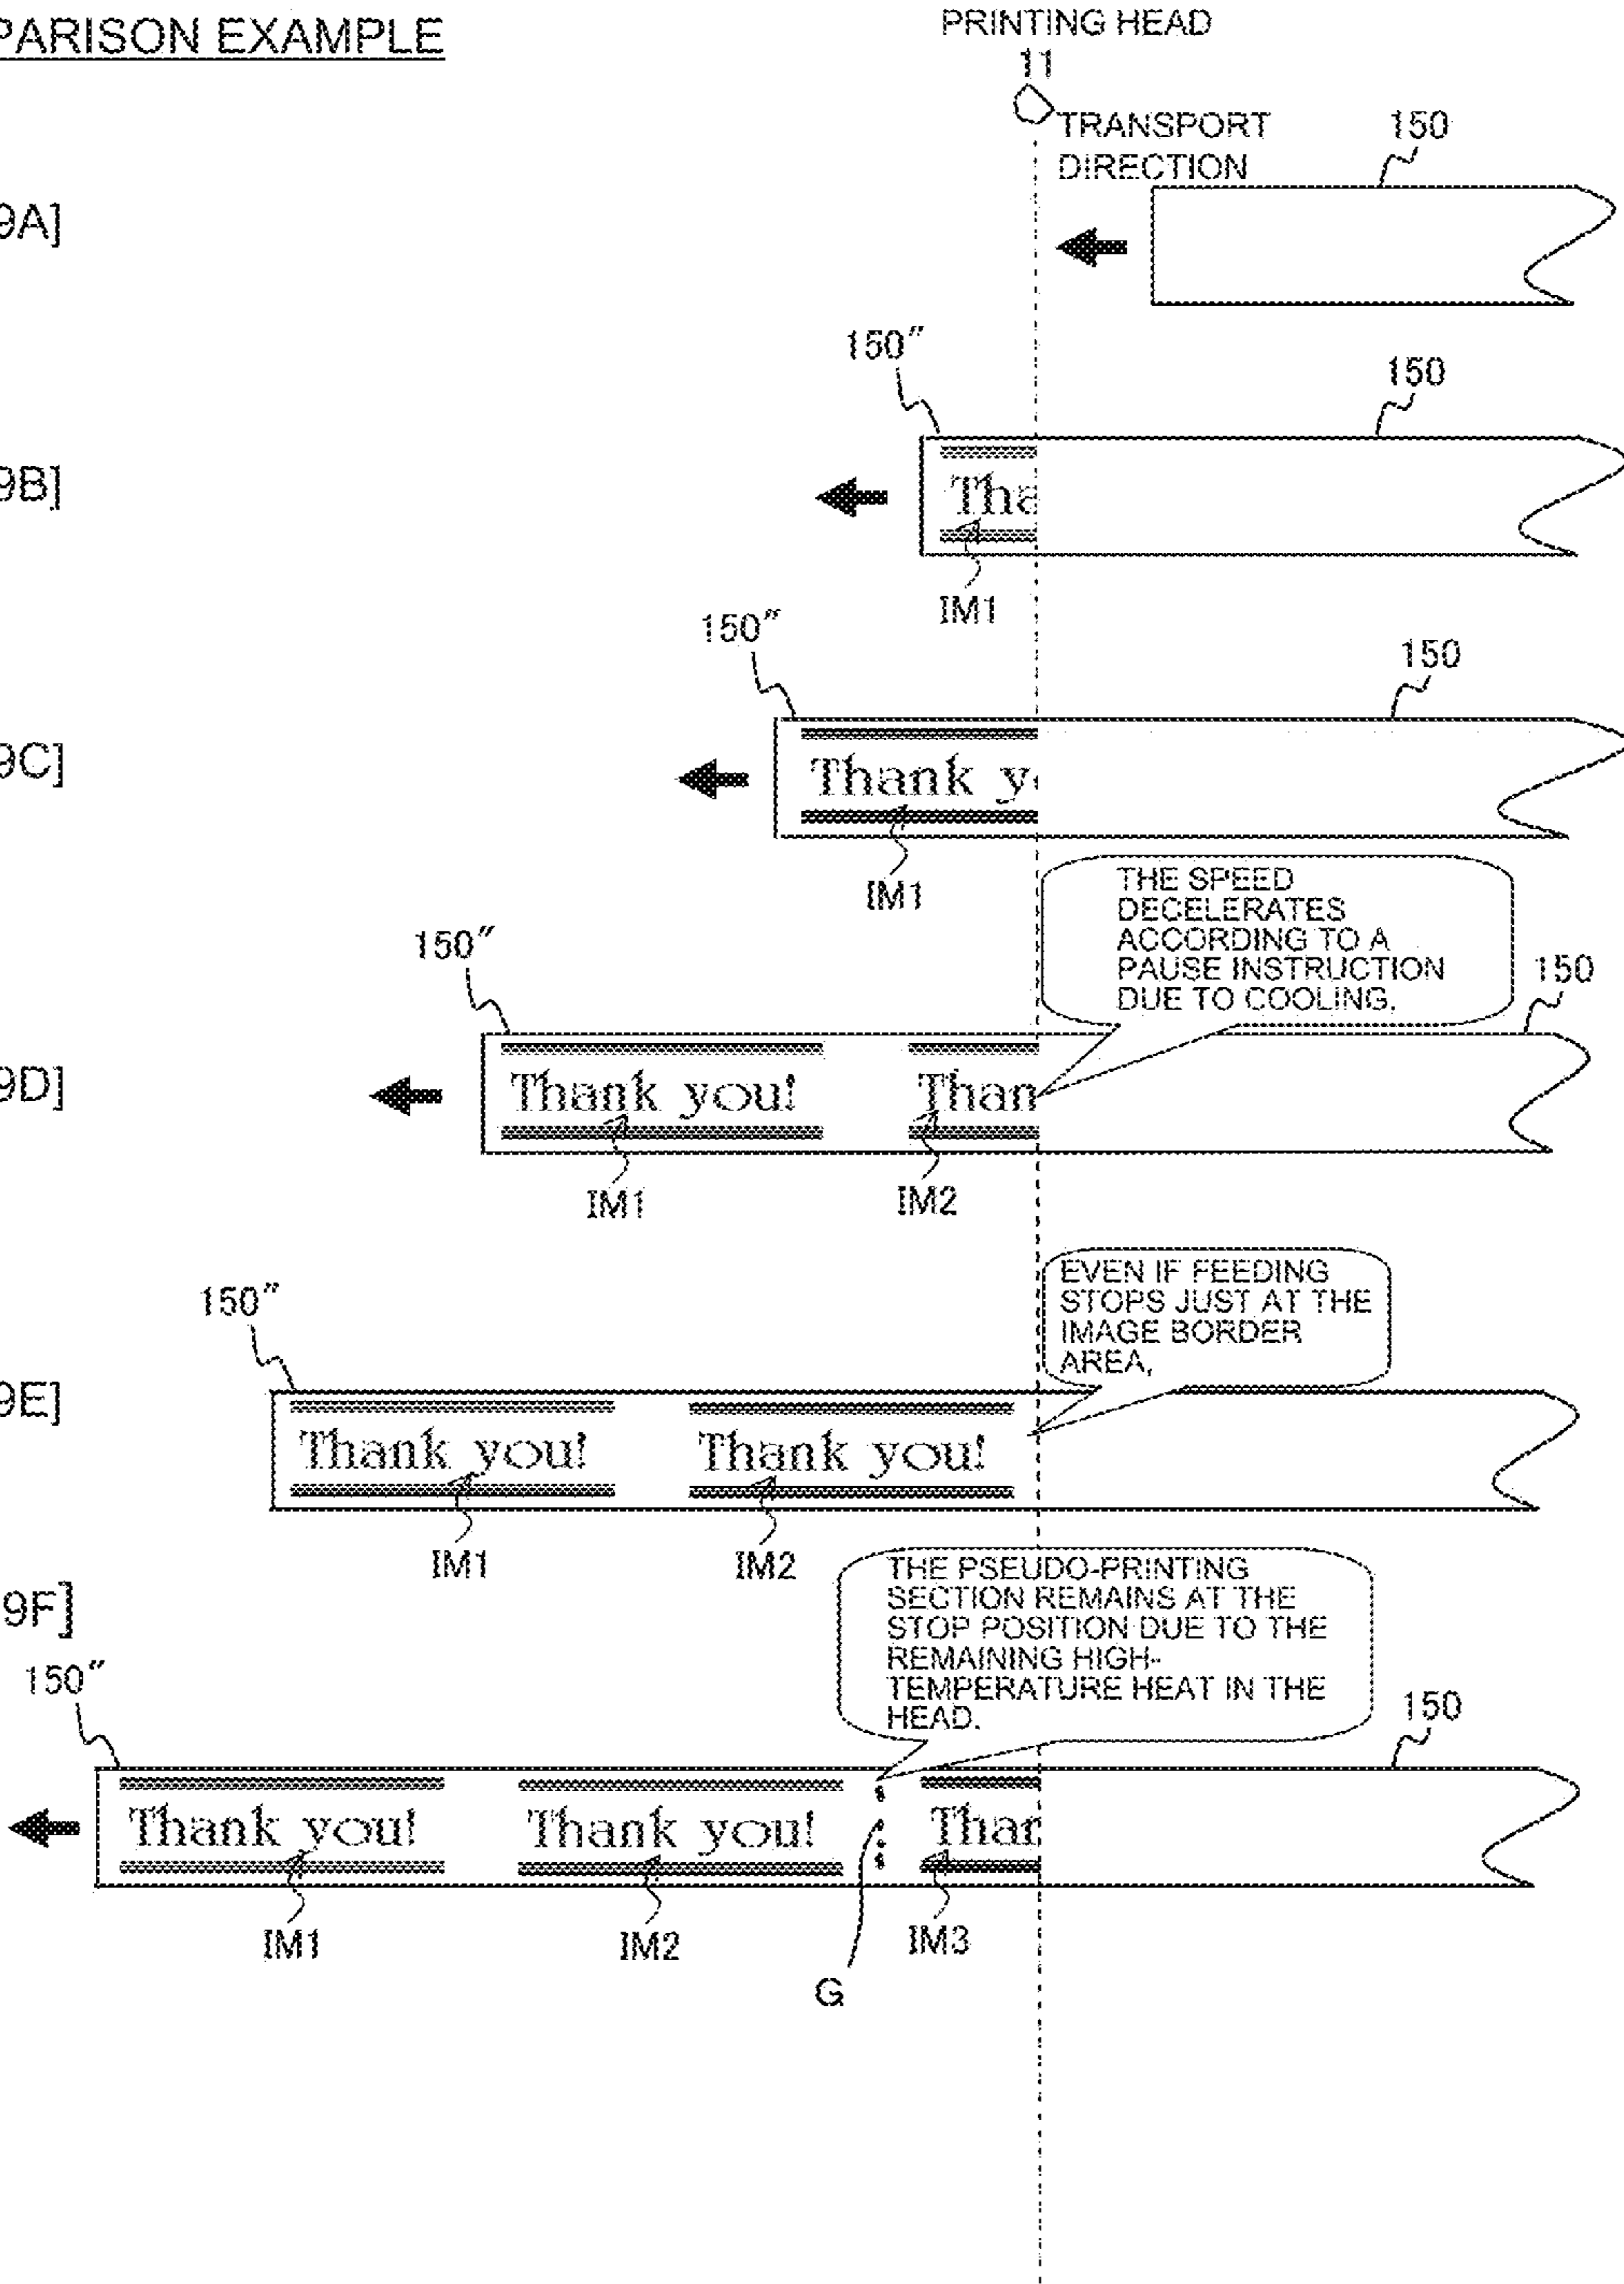 PARISON EXAMPLE
PRINTING HEAD
11
TRANSPORT
DIRECTION
150
9A]
150″
150
9B]
Tha
IM1
150″
150
9C]
Thank y
IM1
THE SPEED
DECELERATES
ACCORDING TO A
PAUSE INSTRUCTION
DUE TO COOLING.
150″
150
9D]
Thank you! Than
IM1 IM2
EVEN IF FEEDING
STOPS JUST AT THE
IMAGE BORDER
AREA,
150″
9E]
Thank you! Thank you!
IM1 IM2
THE PSEUDO-PRINTING
SECTION REMAINS AT THE
STOP POSITION DUE TO THE
REMAINING HIGH-
TEMPERATURE HEAT IN THE
HEAD.
9F]
150″
150
Thank you! Thank you! Than
IM1 IM2 IM3
G